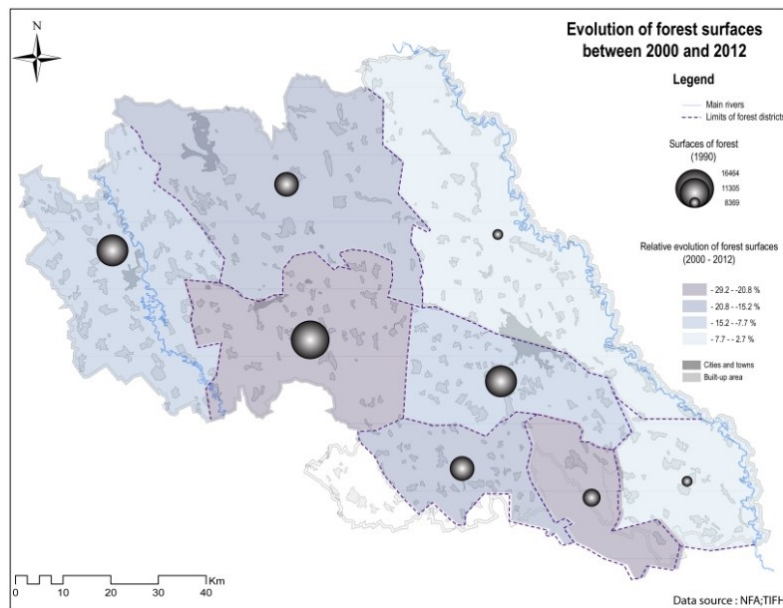 Evolution of forest surfaces
between 2000 and 2012
N
Legend
Main rivers
Limits of forest districts
Surfaces of forest
(1990)
16464
11305
8369
Relative evolution of forest surfaces
(2000 - 2012)
- 29.2 - -20.8 %
- 20.8 - -15.2 %
- 15.2 - -7.7 %
- 7.7 - - 2.7 %
Cities and towns
Built-up area
Km
0 10 20 30 40
Data source : NFA;TIFH